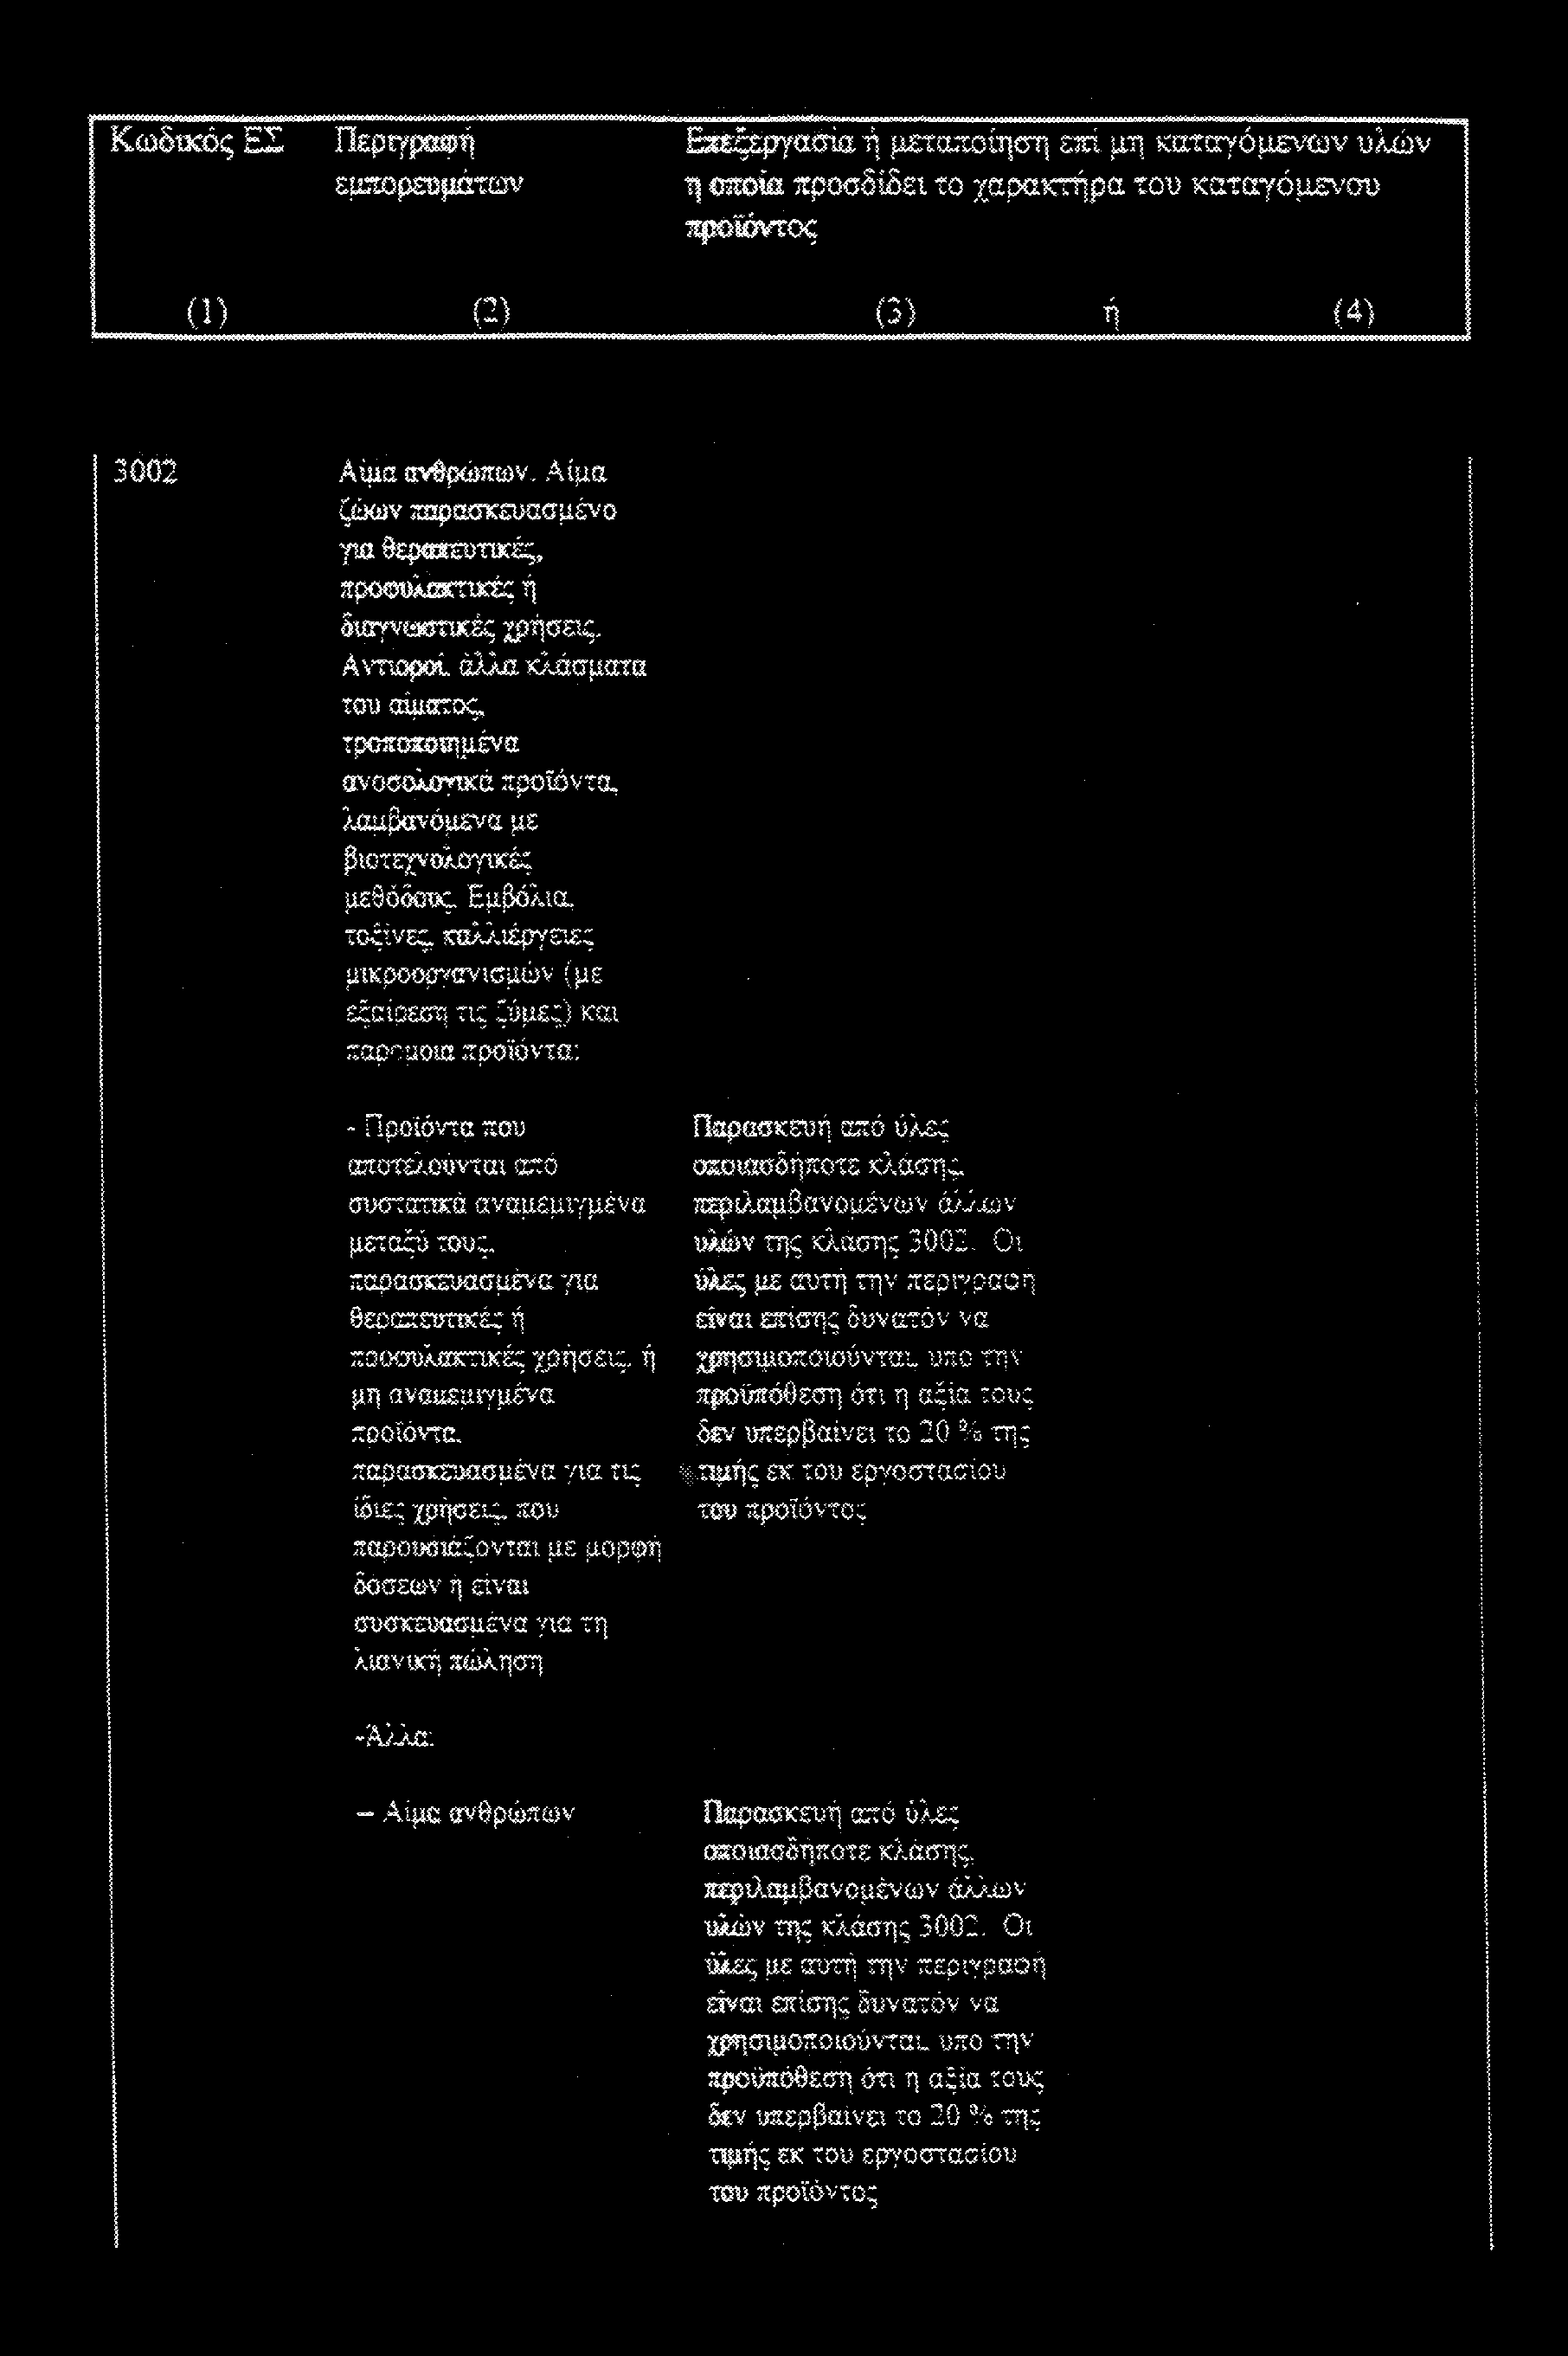 Κωδικός ΕΣ Περιγραφή Επεξεργασία ή μεταποίηση επί μη καταγόμενων υλών
εμπορευμάτων η οποία προσδίδει το χαρακτήρα του καταγόμενου
προϊόντος
(1) (2) (3) ή (4)
3002 Αίμα ανθρώπων. Αίμα
ζώων παρασκευασμένο
για θεραπευτικές,
προφυλακτικές ή
διαγνωστικές χρήσεις.
Αντιοροί, άλλα κλάσματα
του αίματος,
τροποποιημένα
ανοσολογικά προϊόντα,
λαμβανόμενα με
βιοτεχνολογικές
μεθόδους. Εμβόλια,
τοξίνες, καλλιέργειες
μικροοργανισμών (με
εξαίρεση τις ζύμες) και
παρόμοια προϊόντα:
- Προϊόντα που
αποτελούνται από
συστατικά αναμεμιγμένα
μεταξύ τους,
παρασκευασμένα για
θεραπευτικές ή
προφυλακτικές χρήσεις, ή
μη αναμεμιγμένα
προϊόντα,
παρασκευασμένα για τις
ίδιες χρήσεις, που
παρουσιάζονται με μορφή
δόσεων ή είναι
συσκευασμένα για τη
λιανική πώληση
Παρασκευή από ύλες
οποιασδήποτε κλάσης,
περιλαμβανομένων άλλων
υλών της κλάσης 3002. Οι
ύλες με αυτή την περιγραφή
είναι επίσης δυνατόν να
χρησιμοποιούνται, υπο την
προϋπόθεση ότι η αξία τους
δεν υπερβαίνει το 20 % της
τιμής εκ του εργοστασίου
του προϊόντος
-Άλλα:
– Αίμα ανθρώπων
Παρασκευή από ύλες
οποιασδήποτε κλάσης,
περιλαμβανομένων άλλων
υλών της κλάσης 3002. Οι
ύλες με αυτή την περιγραφή
είναι επίσης δυνατόν να
χρησιμοποιούνται, υπο την
προϋπόθεση ότι η αξία τους
δεν υπερβαίνει το 20 % της
τιμής εκ του εργοστασίου
του προϊόντος